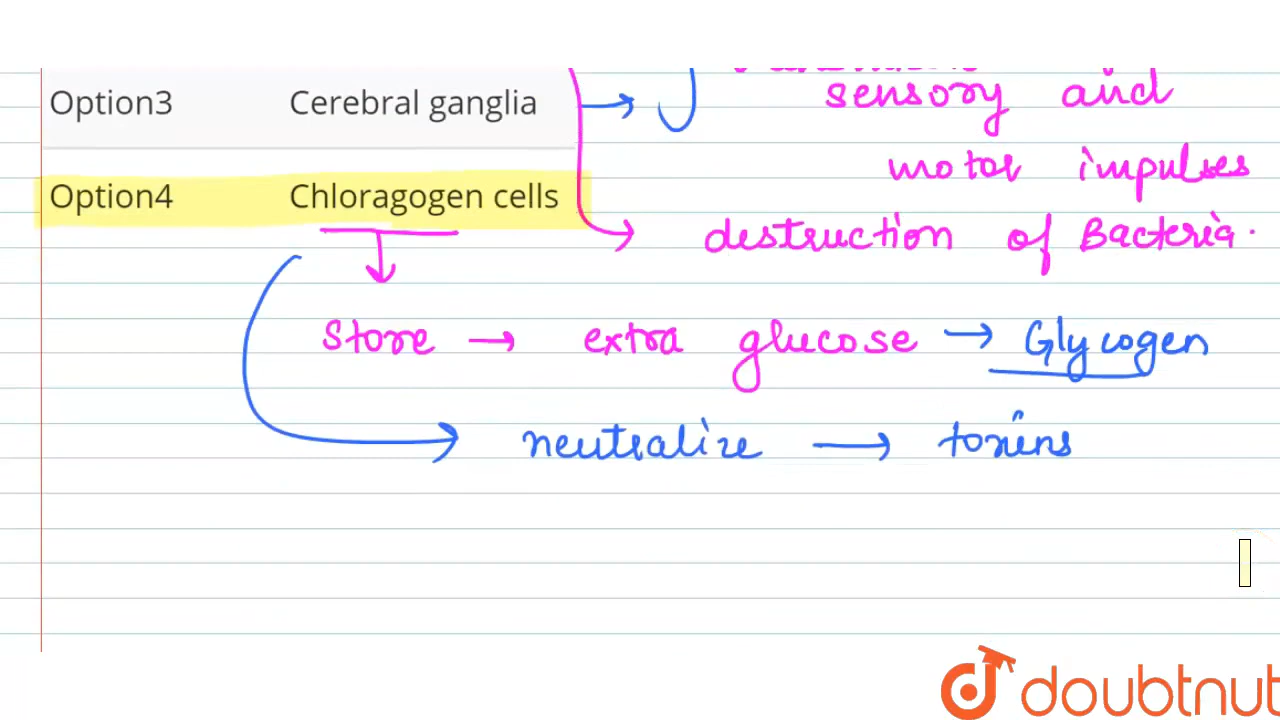 Option3 Cerebral ganglia
sensory and
motor impulses
Option4 Chloragogen cells
destruction of Bacteria.
Store → extra glucose → Glycogen
neutralize → toxins
doubtnut